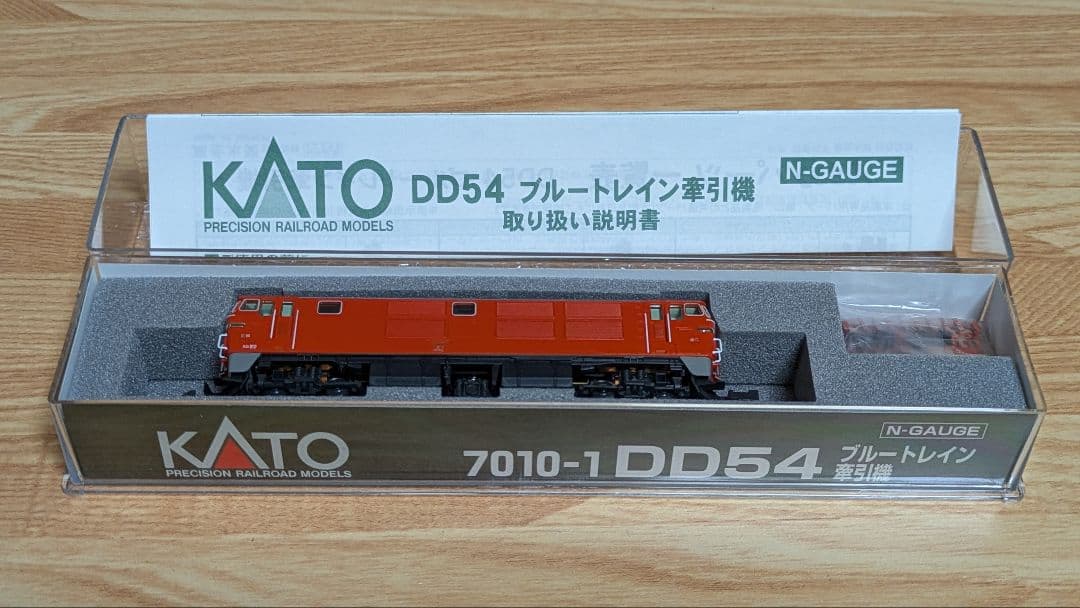 KATO
PRECISION RAILROAD MODELS
DD54 ブルートレイン牽引機
取り扱い説明書
N-GAUGE
KATO
PRECISION RAILROAD MODELS
7010-1 DD54 ブルートレイン
牽引機
N-GAUGE